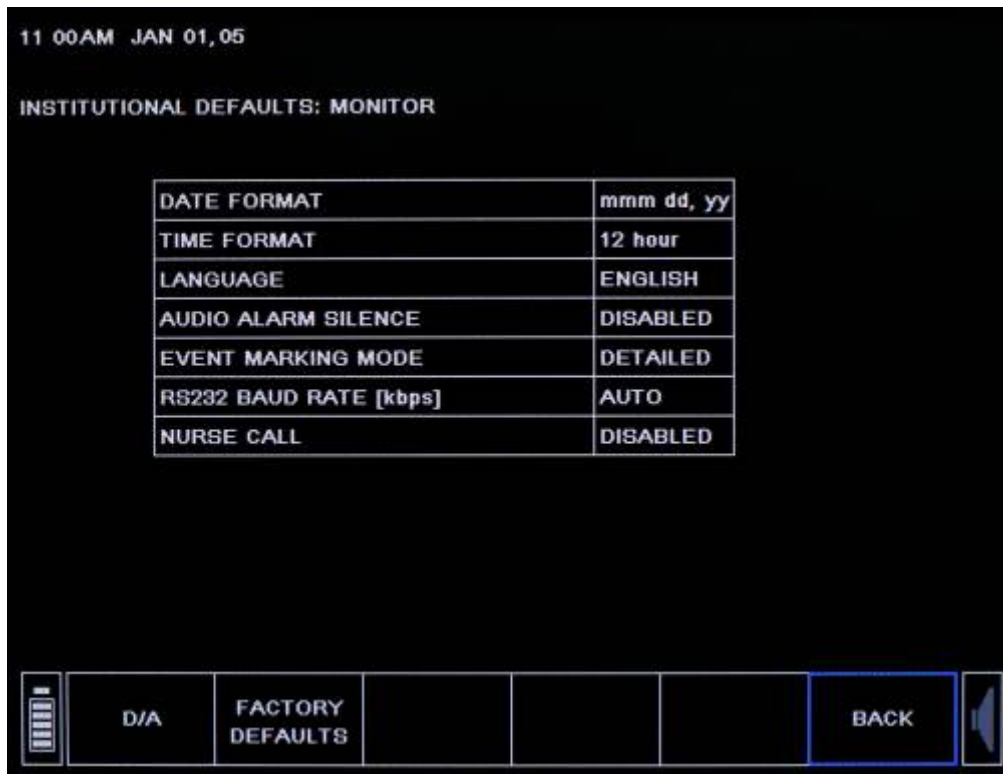 11 00AM JAN 01, 05
INSTITUTIONAL DEFAULTS: MONITOR
DATE FORMAT mmm dd, yy
TIME FORMAT 12 hour
LANGUAGE ENGLISH
AUDIO ALARM SILENCE DISABLED
EVENT MARKING MODE DETAILED
RS232 BAUD RATE [kbps] AUTO
NURSE CALL DISABLED
D/A
FACTORY
DEFAULTS
BACK